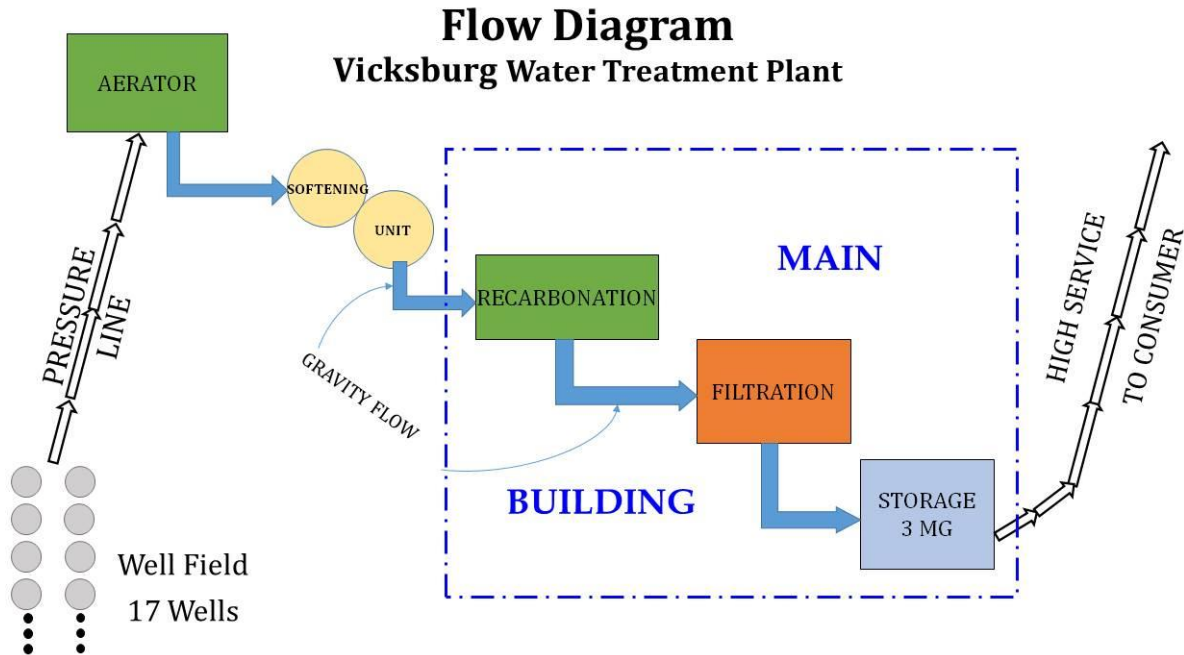 Flow Diagram
Vicksburg Water Treatment Plant
AERATOR
SOFTENING
UNIT
PRESSURE
LINE
GRAVITY FLOW
RECARBONATION
MAIN
FILTRATION
BUILDING
STORAGE
3 MG
HIGH SERVICE
TO CONSUMER
Well Field
17 Wells